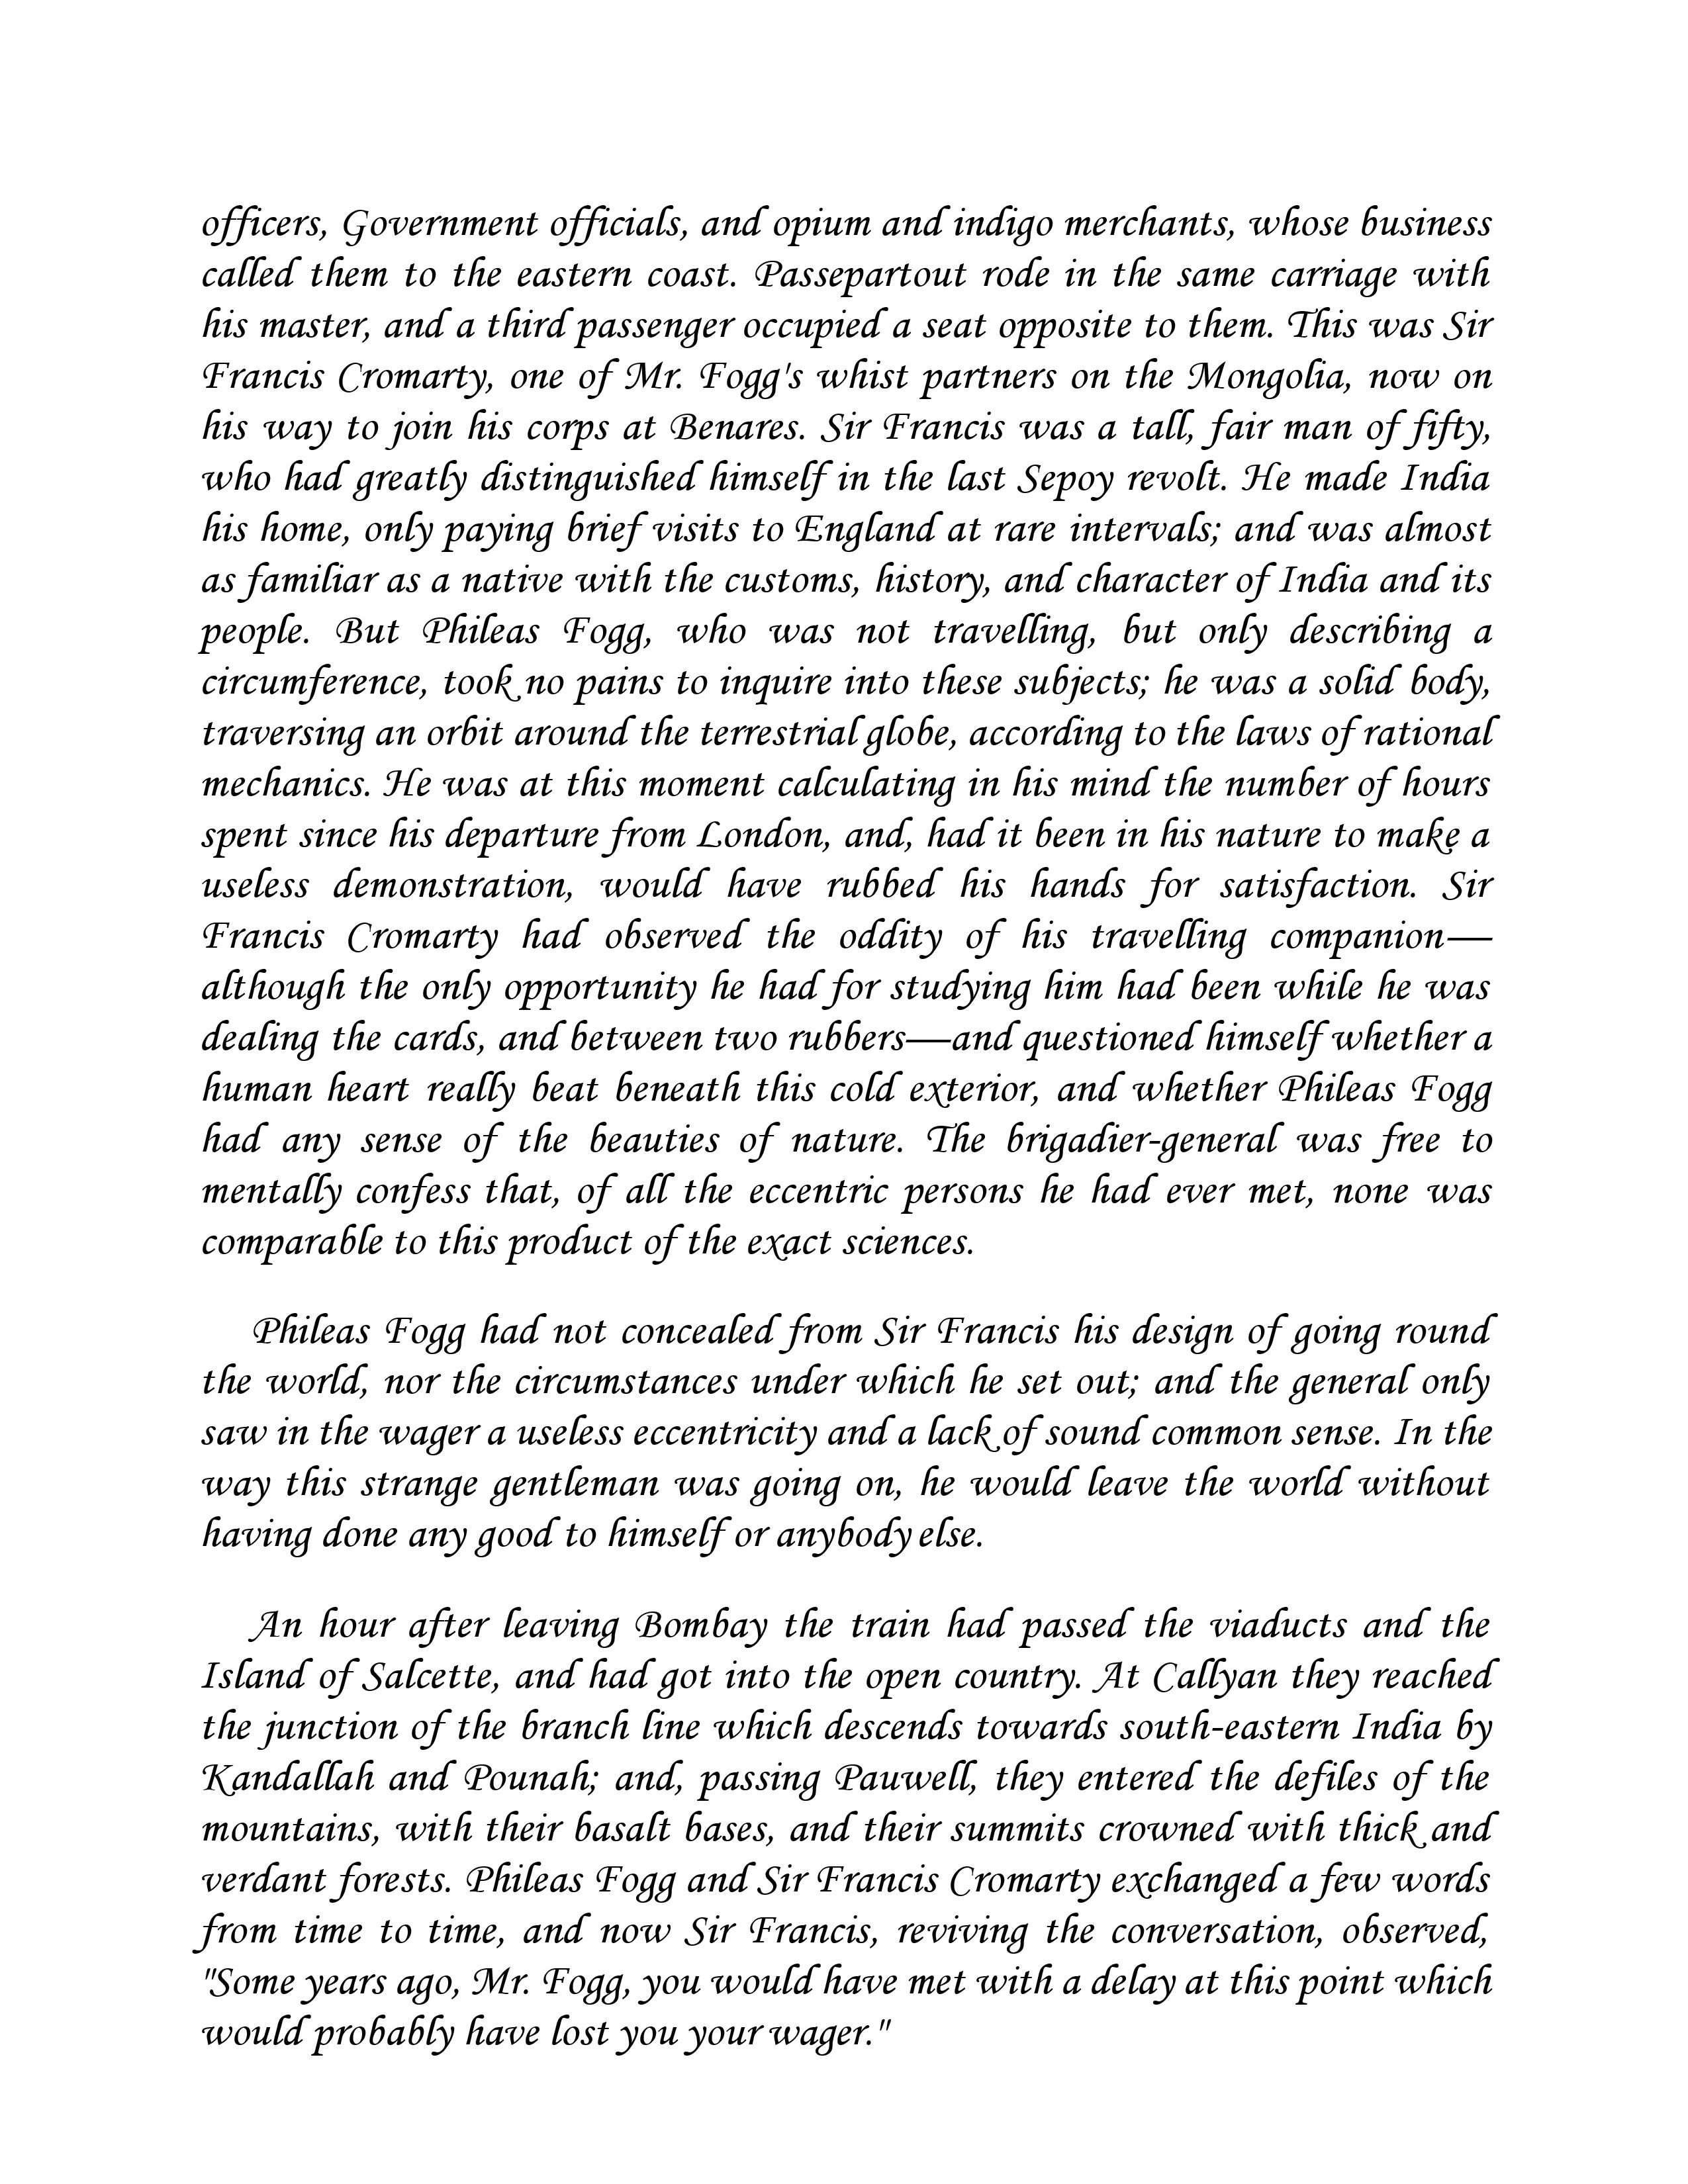 officers, Government officials, and opium and indigo merchants, whose business
called them to the eastern coast. Passepartout rode in the same carriage with
his master, and a third passenger occupied a seat opposite to them. This was Sir
Francis Cromarty, one of Mr. Fogg's whist partners on the Mongolia, now on
his way to join his corps at Benares. Sir Francis was a tall, fair man of fifty,
who had greatly distinguished himself in the last Sepoy revolt. He made India
his home, only paying brief visits to England at rare intervals; and was almost
as familiar as a native with the customs, history, and character of India and its
people. But Phileas Fogg, who was not travelling, but only describing a
circumference, took no pains to inquire into these subjects; he was a solid body,
traversing an orbit around the terrestrial globe, according to the laws of rational
mechanics. He was at this moment calculating in his mind the number of hours
spent since his departure from London, and, had it been in his nature to make a
useless demonstration, would have rubbed his hands for satisfaction. Sir
Francis Cromarty had observed the oddity of his travelling companion—
although the only opportunity he had for studying him had been while he was
dealing the cards, and between two rubbers—and questioned himself whether a
human heart really beat beneath this cold exterior, and whether Phileas Fogg
had any sense of the beauties of nature. The brigadier-general was free to
mentally confess that, of all the eccentric persons he had ever met, none was
comparable to this product of the exact sciences.
Phileas Fogg had not concealed from Sir Francis his design of going round
the world, nor the circumstances under which he set out; and the general only
saw in the wager a useless eccentricity and a lack of sound common sense. In the
way this strange gentleman was going on, he would leave the world without
having done any good to himself or anybody else.
An hour after leaving Bombay the train had passed the viaducts and the
Island of Salcette, and had got into the open country. At Callyan they reached
the junction of the branch line which descends towards south-eastern India by
Kandallah and Pounah; and, passing Pauwell, they entered the defiles of the
mountains, with their basalt bases, and their summits crowned with thick and
verdant forests. Phileas Fogg and Sir Francis Cromarty exchanged a few words
from time to time, and now Sir Francis, reviving the conversation, observed,
"Some years ago, Mr. Fogg, you would have met with a delay at this point which
would probably have lost you your wager."